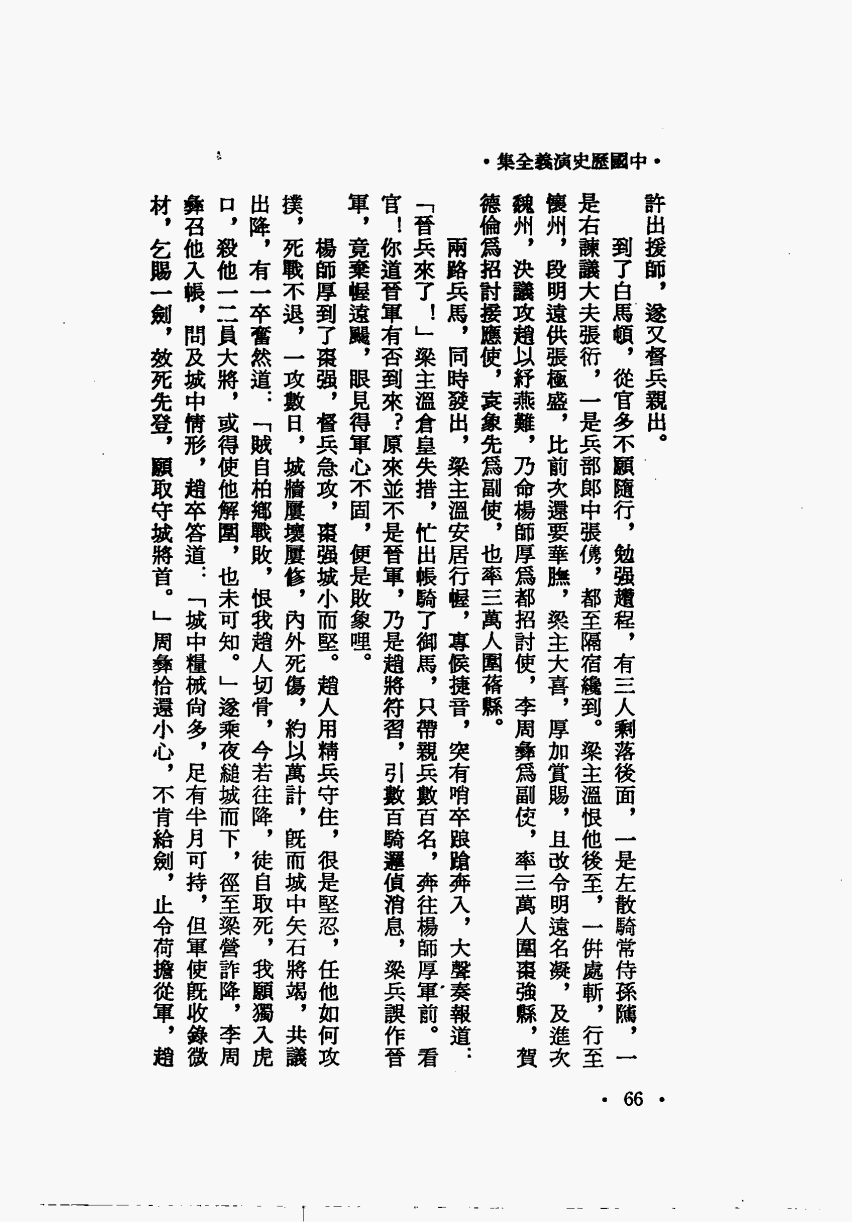 •中國歷史演義全集•
許出援師，遂又督兵親出。
到了白馬頓，從官多不願隨行，勉强趲程，有三人剩落後面，一是左散騎常侍孫隲，一
是右諫議大夫張衍，一是兵部郎中張儁，都至隔宿纔到。梁主溫恨他後至，一併處斬，行至
懷州，段明遠供張極盛，比前次還要華膴，梁主大喜，厚加賞賜，且改令明遠名凝，及進次
魏州，決議攻趙以紓燕難，乃命楊師厚爲都招討使，李周彝爲副使，率三萬人圍棗強縣，賀
德倫爲招討接應使，袁象先爲副使，也率三萬人圍蓨縣。
兩路兵馬，同時發出，梁主溫安居行幄，專候捷音，突有哨卒踉蹌奔入，大聲奏報道：
「晉兵來了！」梁主溫倉皇失措，忙出帳騎了御馬，只帶親兵數百名，奔往楊師厚軍前。看
官！你道晉軍有否到來？原來並不是晉軍，乃是趙將符習，引數百騎邏偵消息，梁兵誤作晉
軍，竟棄幄遠颺，眼見得軍心不固，便是敗象哩。
楊師厚到了棗强，督兵急攻，棗强城小而堅。趙人用精兵守住，很是堅忍，任他如何攻
撲，死戰不退，一攻數日，城牆屢壞屢修，內外死傷，約以萬計，旣而城中矢石將竭，共議
出降，有一卒奮然道：「賊自柏鄉戰敗，恨我趙人切骨，今若往降，徒自取死，我願獨入虎
口，殺他一二員大將，或得使他解圍，也未可知。」遂乘夜縋城而下，徑至梁營詐降，李周
彝召他入帳，問及城中情形，趙卒答道：「城中糧械尙多，足有半月可持，但軍使旣收錄微
材，乞賜一劍，效死先登，願取守城將首。」周彝恰還小心，不肯給劍，止令荷擔從軍，趙
• 66 •